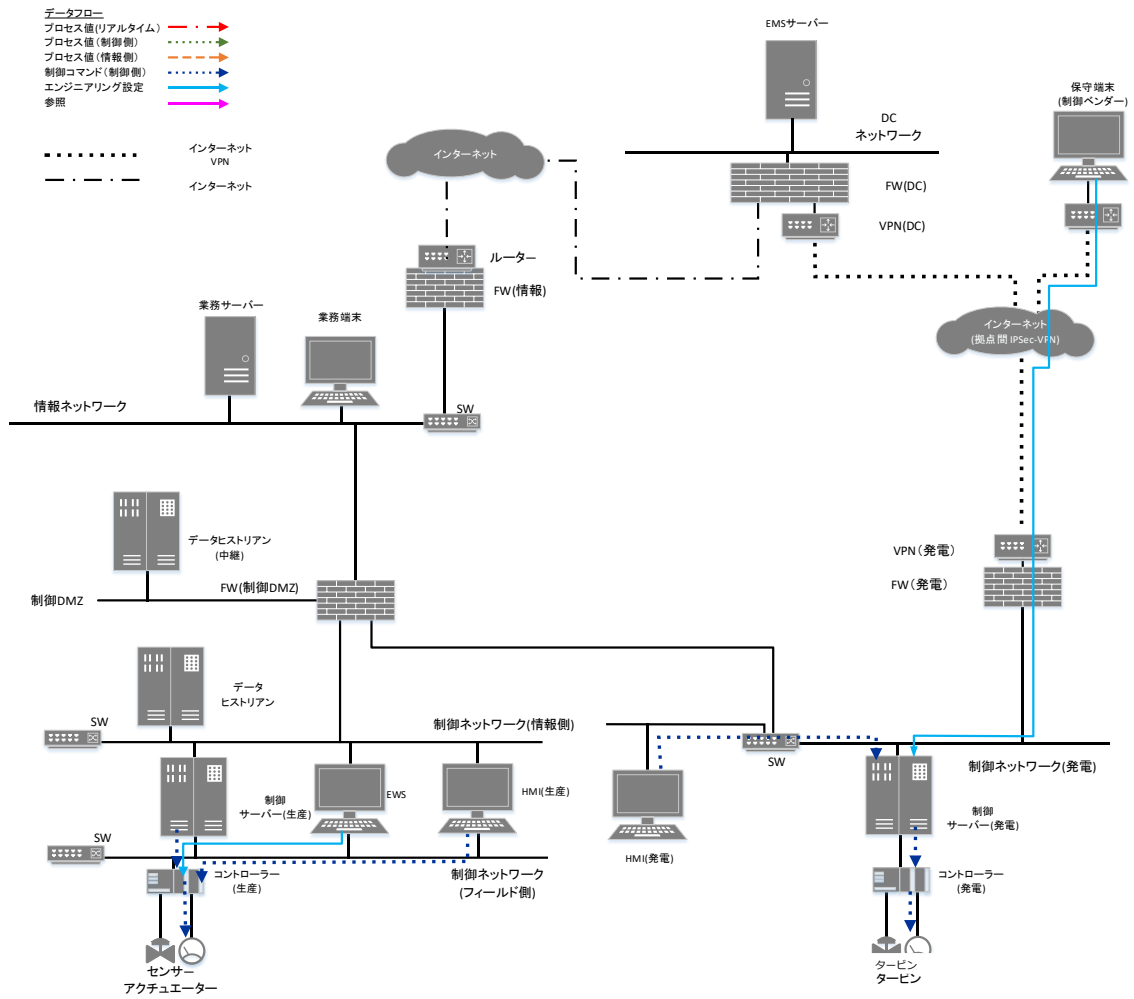 データフロー
プロセス値(リアルタイム)
プロセス値(制御側)
プロセス値(情報側)
制御コマンド(制御側)
エンジニアリング設定
参照
インターネット
VPN
インターネット
EMSサーバー
保守端末
(制御ベンダー)
DC
ネットワーク
インターネット
FW(DC)
VPN(DC)
ルーター
FW(情報)
業務サーバー
業務端末
インターネット
(拠点間 IPSec-VPN)
情報ネットワーク
SW
データヒストリアン
(中継)
VPN(発電)
FW(発電)
FW(制御DMZ)
制御DMZ
データ
ヒストリアン
SW
制御ネットワーク(情報側)
SW
制御ネットワーク(発電)
制御
サーバー(生産)
EWS
HMI(生産)
制御
サーバー(発電)
SW
HMI(発電)
コントローラー
(生産)
制御ネットワーク
(フィールド側)
コントローラー
(発電)
センサー
アクチュエーター
タービン
タービン